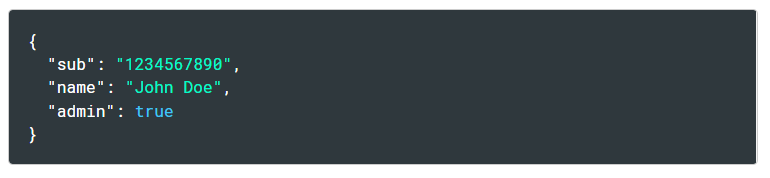 {
  "sub": "1234567890",
  "name": "John Doe",
  "admin": true
}